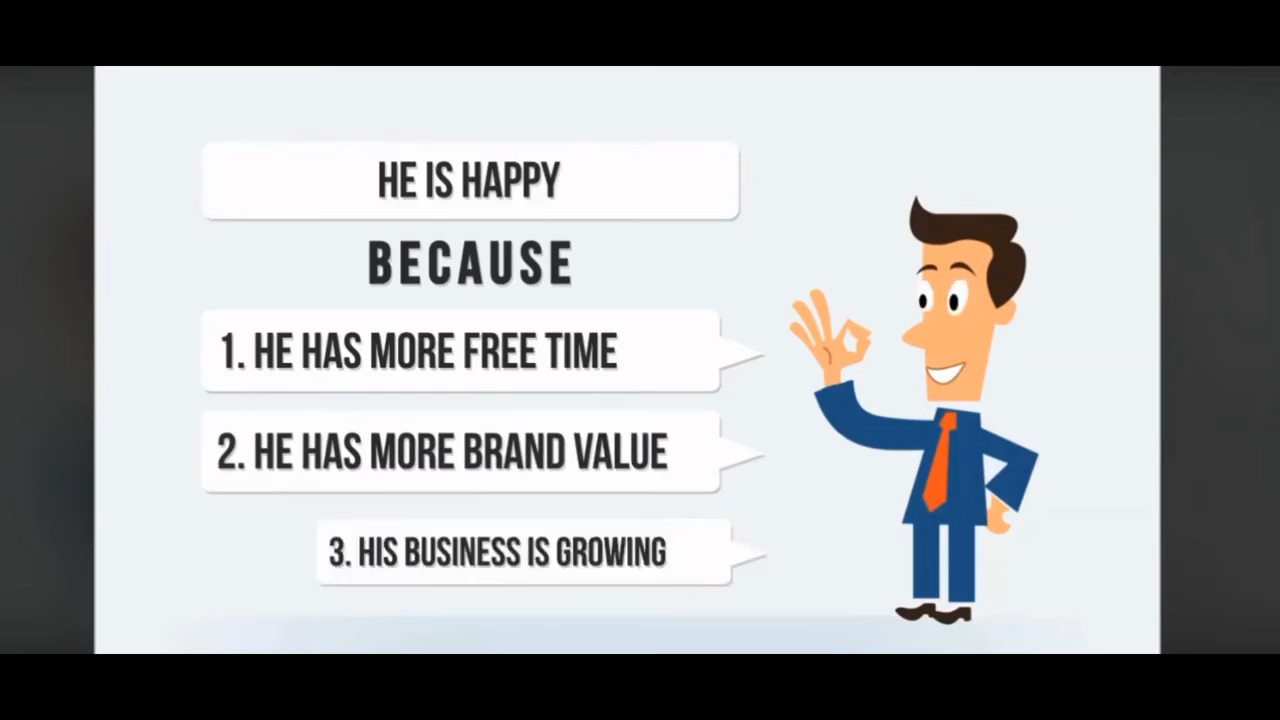 HE IS HAPPY
BECAUSE
1. HE HAS MORE FREE TIME
2. HE HAS MORE BRAND VALUE
3. HIS BUSINESS IS GROWING